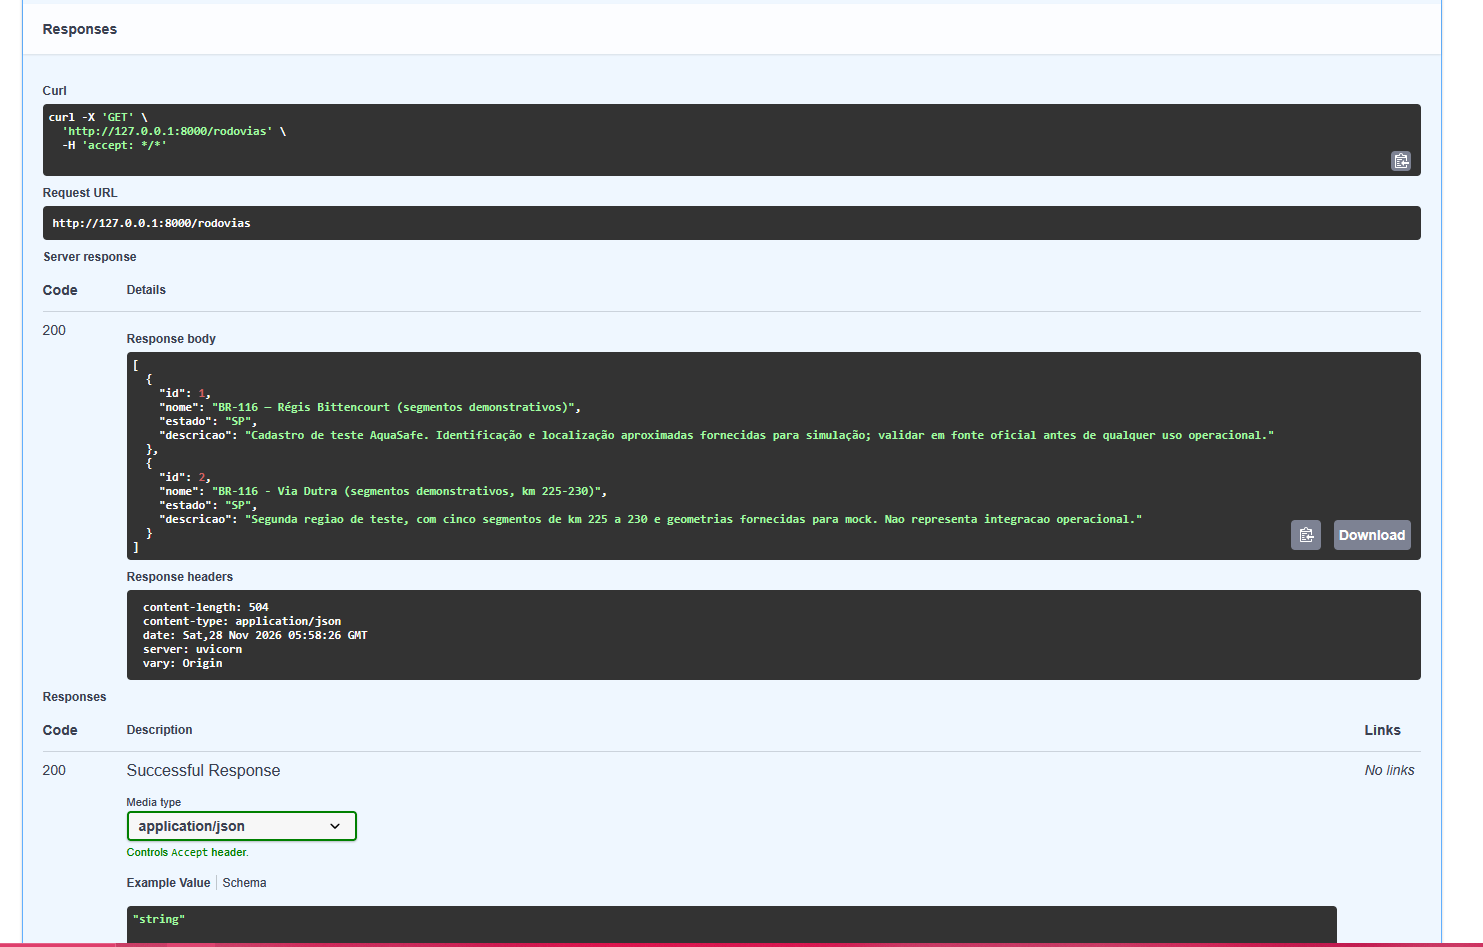 Responses
Curl
curl -X 'GET' \
  'http://127.0.0.1:8000/rodovias' \
  -H 'accept: */*'
Request URL
http://127.0.0.1:8000/rodovias
Server response
Code Details
200
Response body
[
  {
    "id": 1,
    "nome": "BR-116 — Régis Bittencourt (segmentos demonstrativos)",
    "estado": "SP",
    "descricao": "Cadastro de teste AquaSafe. Identificação e localização aproximadas fornecidas para simulação; validar em fonte oficial antes de qualquer uso operacional."
  },
  {
    "id": 2,
    "nome": "BR-116 - Via Dutra (segmentos demonstrativos, km 225-230)",
    "estado": "SP",
    "descricao": "Segunda regiao de teste, com cinco segmentos de km 225 a 230 e geometrias fornecidas para mock. Nao representa integracao operacional."
  }
]
Download
Response headers
content-length: 504
content-type: application/json
date: Sat,28 Nov 2026 05:58:26 GMT
server: uvicorn
vary: Origin
Responses
Code Description Links
200 Successful Response No links
Media type
application/json
Controls Accept header.
Example Value Schema
"string"